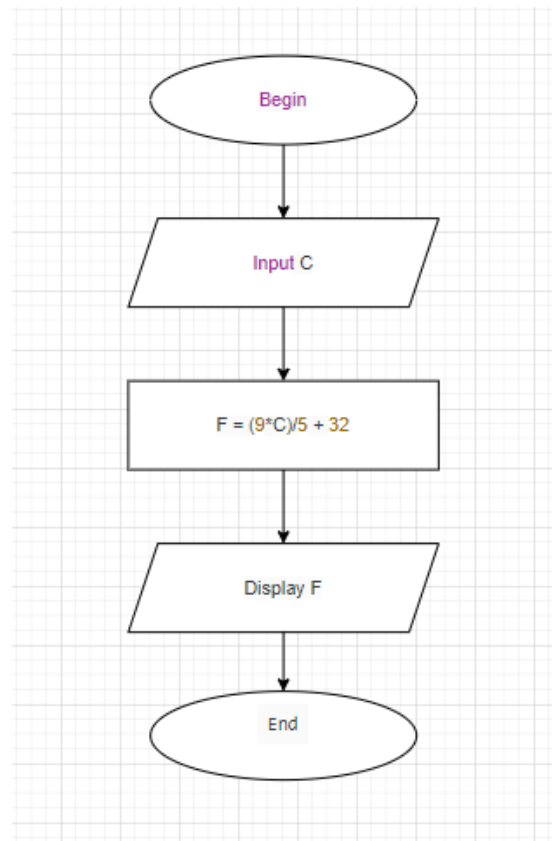 Begin
Input C
F = (9*C)/5 + 32
Display F
End